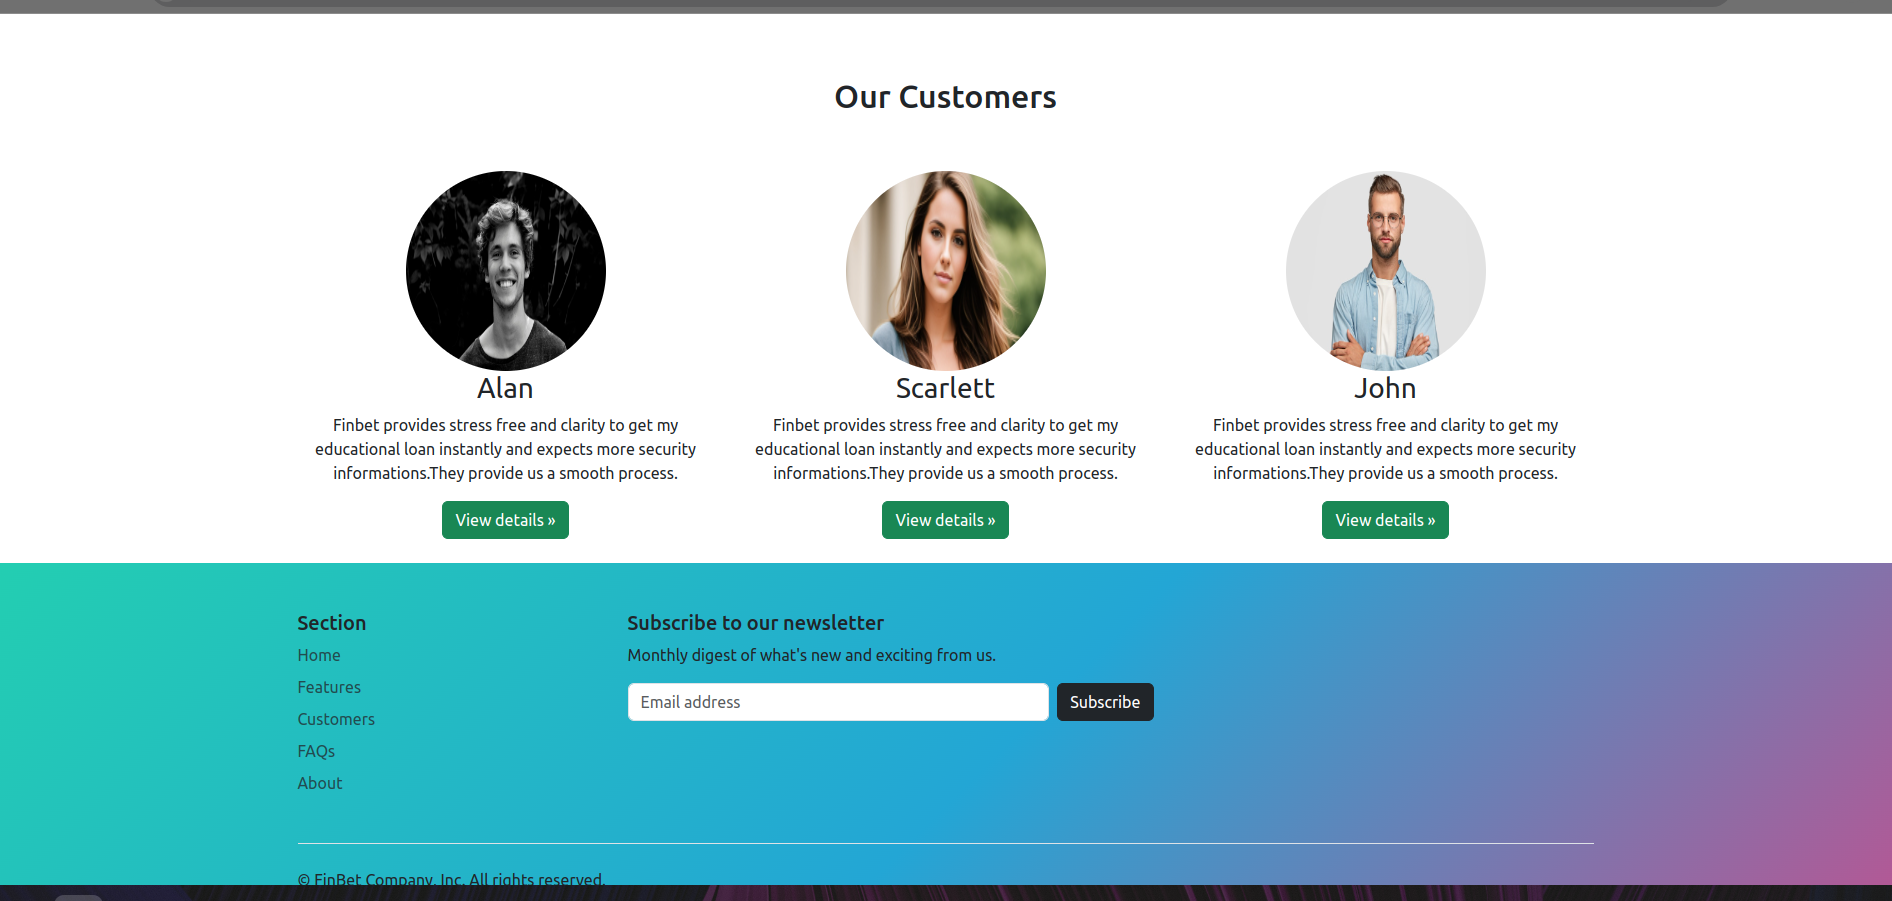 Our Customers
Alan
Finbet provides stress free and clarity to get my
educational loan instantly and expects more security
informations.They provide us a smooth process.
View details »
Scarlett
Finbet provides stress free and clarity to get my
educational loan instantly and expects more security
informations.They provide us a smooth process.
View details »
John
Finbet provides stress free and clarity to get my
educational loan instantly and expects more security
informations.They provide us a smooth process.
View details »
Section
Home
Features
Customers
FAQs
About
Subscribe to our newsletter
Monthly digest of what's new and exciting from us.
Email address
Subscribe
© FinBet Company, Inc. All rights reserved.